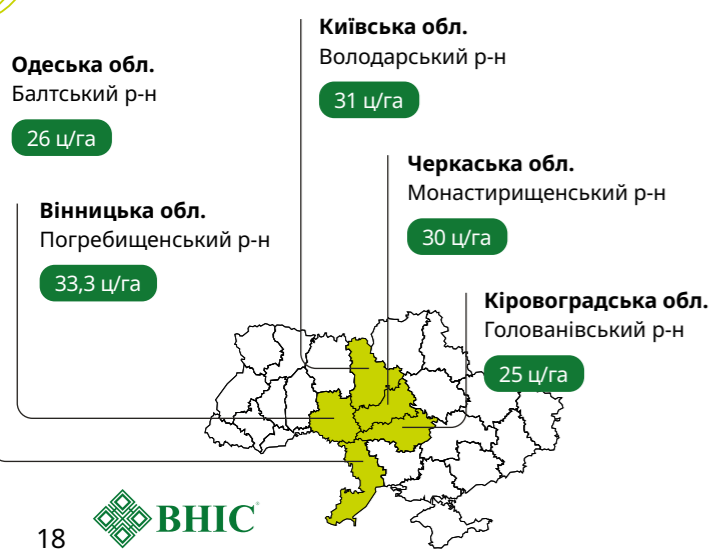 Київська обл.
Володарський р-н
31 ц/га
Одеська обл.
Балтський р-н
26 ц/га
Черкаська обл.
Монастирищенський р-н
30 ц/га
Вінницька обл.
Погребищенський р-н
33,3 ц/га
Кіровоградська обл.
Голованівський р-н
25 ц/га
18
ВНІС